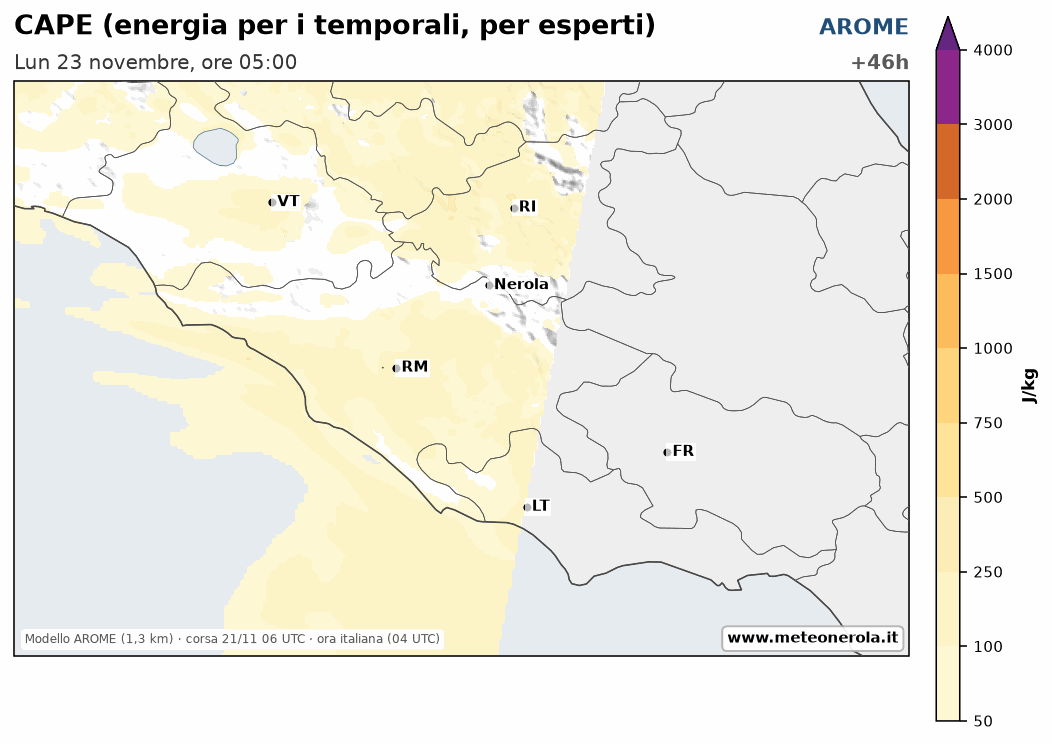 CAPE (energia per i temporali, per esperti)
AROME
Lun 23 novembre, ore 05:00
+46h
VT
RI
Nerola
RM
FR
LT
Modello AROME (1,3 km) · corsa 21/11 06 UTC · ora italiana (04 UTC)
www.meteonerola.it
4000
3000
2000
1500
1000
750
500
250
100
50
J/kg